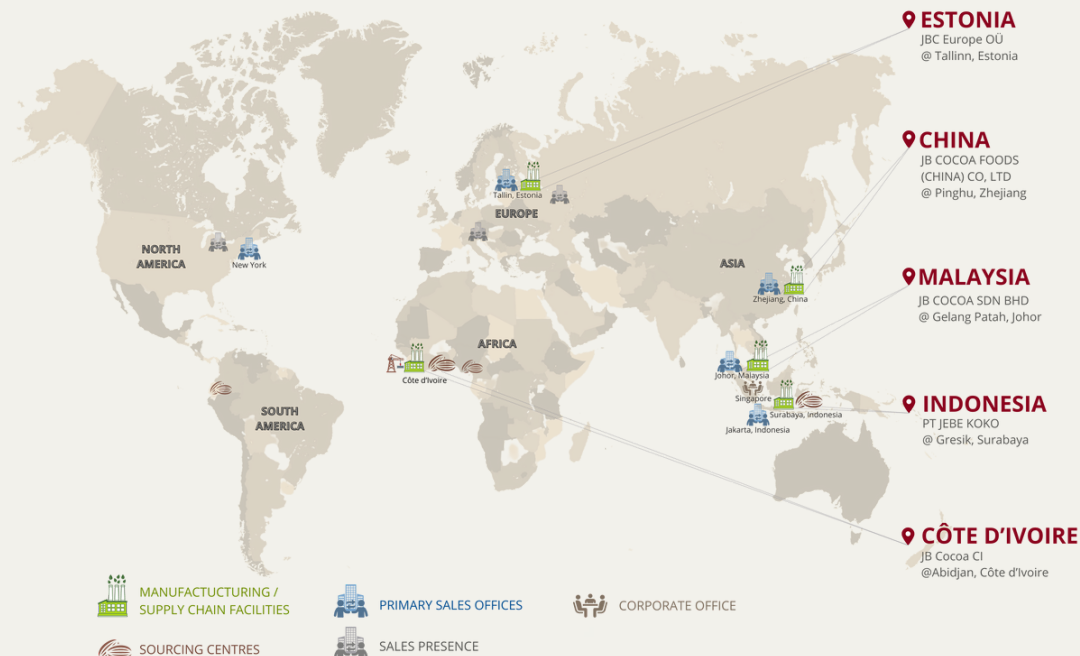 ESTONIA
JBC Europe OÜ
@ Tallinn, Estonia
CHINA
JB COCOA FOODS
(CHINA) CO, LTD
@ Pinghu, Zhejiang
MALAYSIA
JB COCOA SDN BHD
@ Gelang Patah, Johor
INDONESIA
PT JEBE KOKO
@ Gresik, Surabaya
CÔTE D'IVOIRE
JB Cocoa CI
@Abidjan, Côte d'Ivoire
NORTH
AMERICA
New York
SOUTH
AMERICA
Tallin, Estonia
EUROPE
AFRICA
Côte d'Ivoire
ASIA
Zhejiang, China
Johor, Malaysia
Singapore
Surabaya, Indonesia
Jakarta, Indonesia
MANUFACTUCTURING /
SUPPLY CHAIN FACILITIES
PRIMARY SALES OFFICES
CORPORATE OFFICE
SOURCING CENTRES
SALES PRESENCE